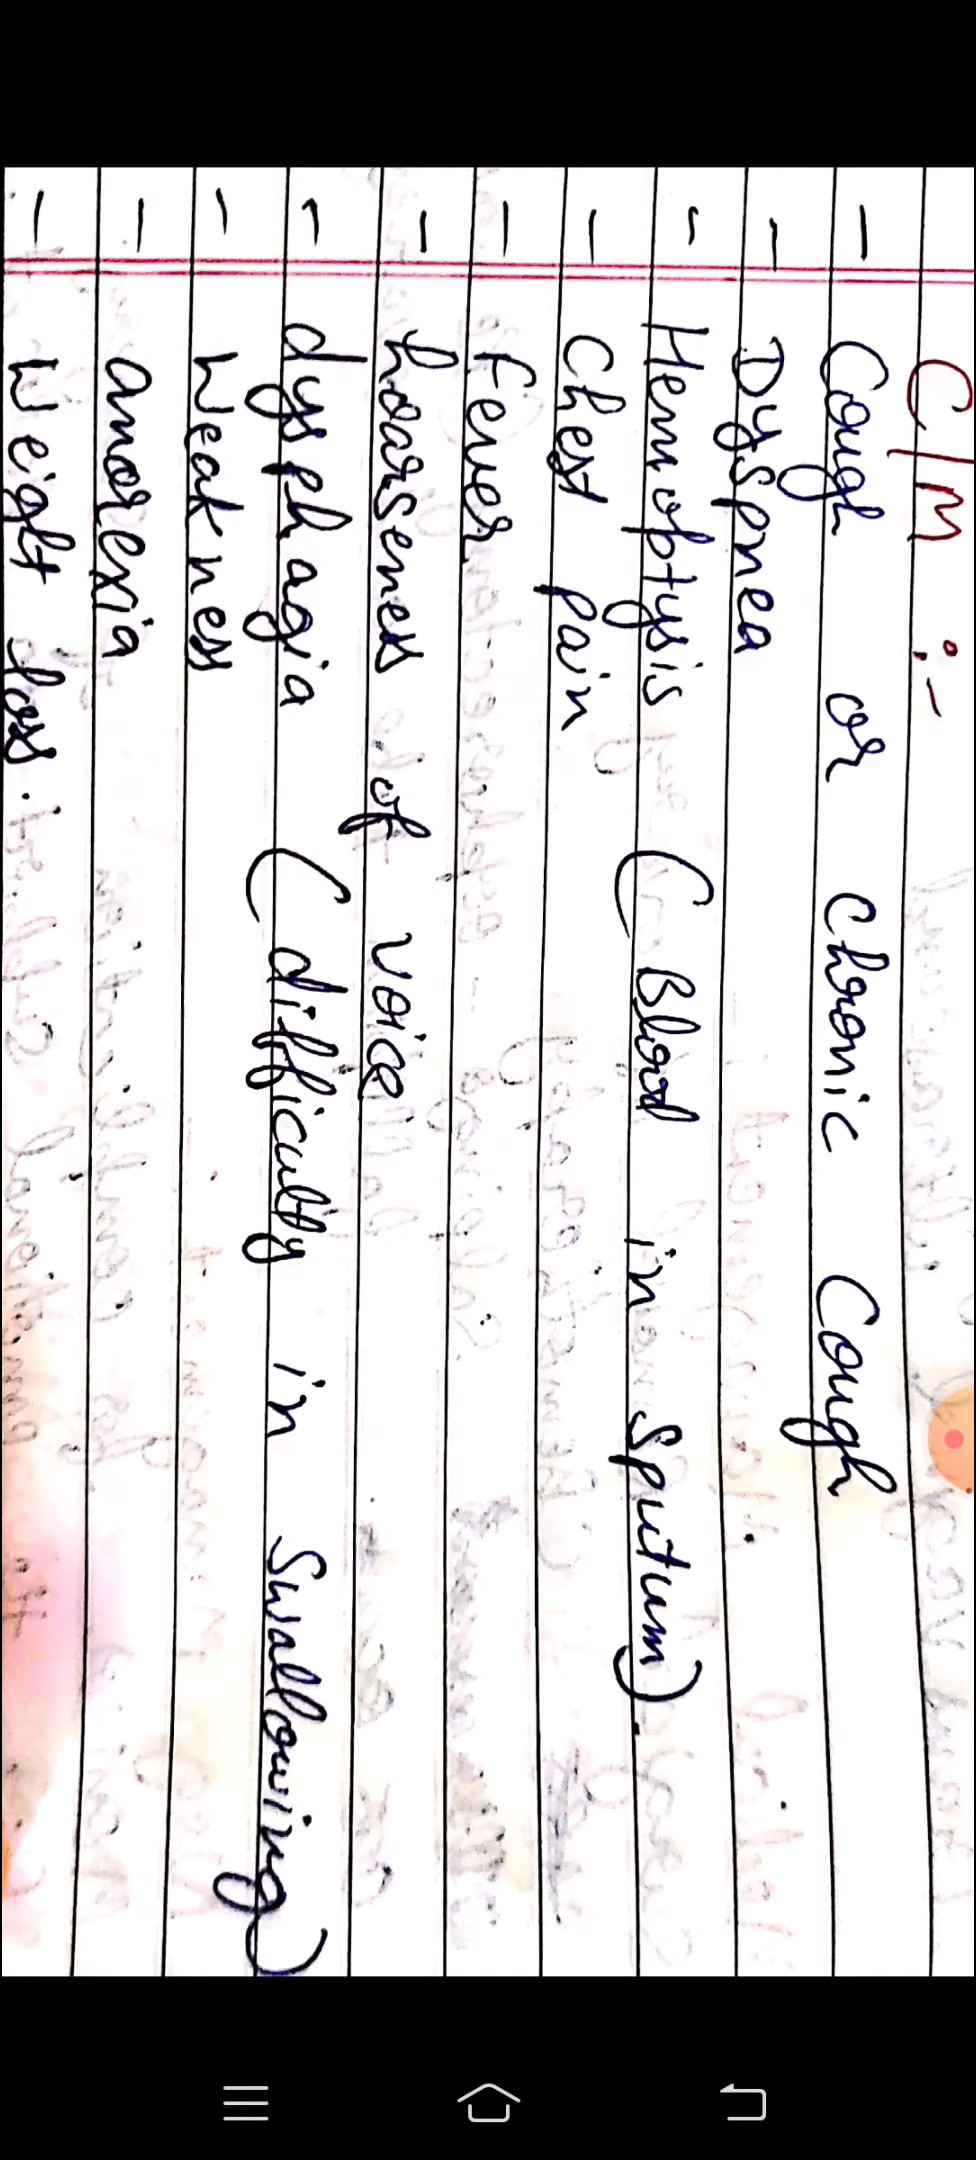 C/M :-
- Cough or chronic cough
- Dyspnea
- Hemoptysis (Blood in sputum).
- Chest pain
- Fever
- hoarseness of voice
- dysphagia (difficulty in swallowing)
- Weakness
- anorexia
- Weight loss.